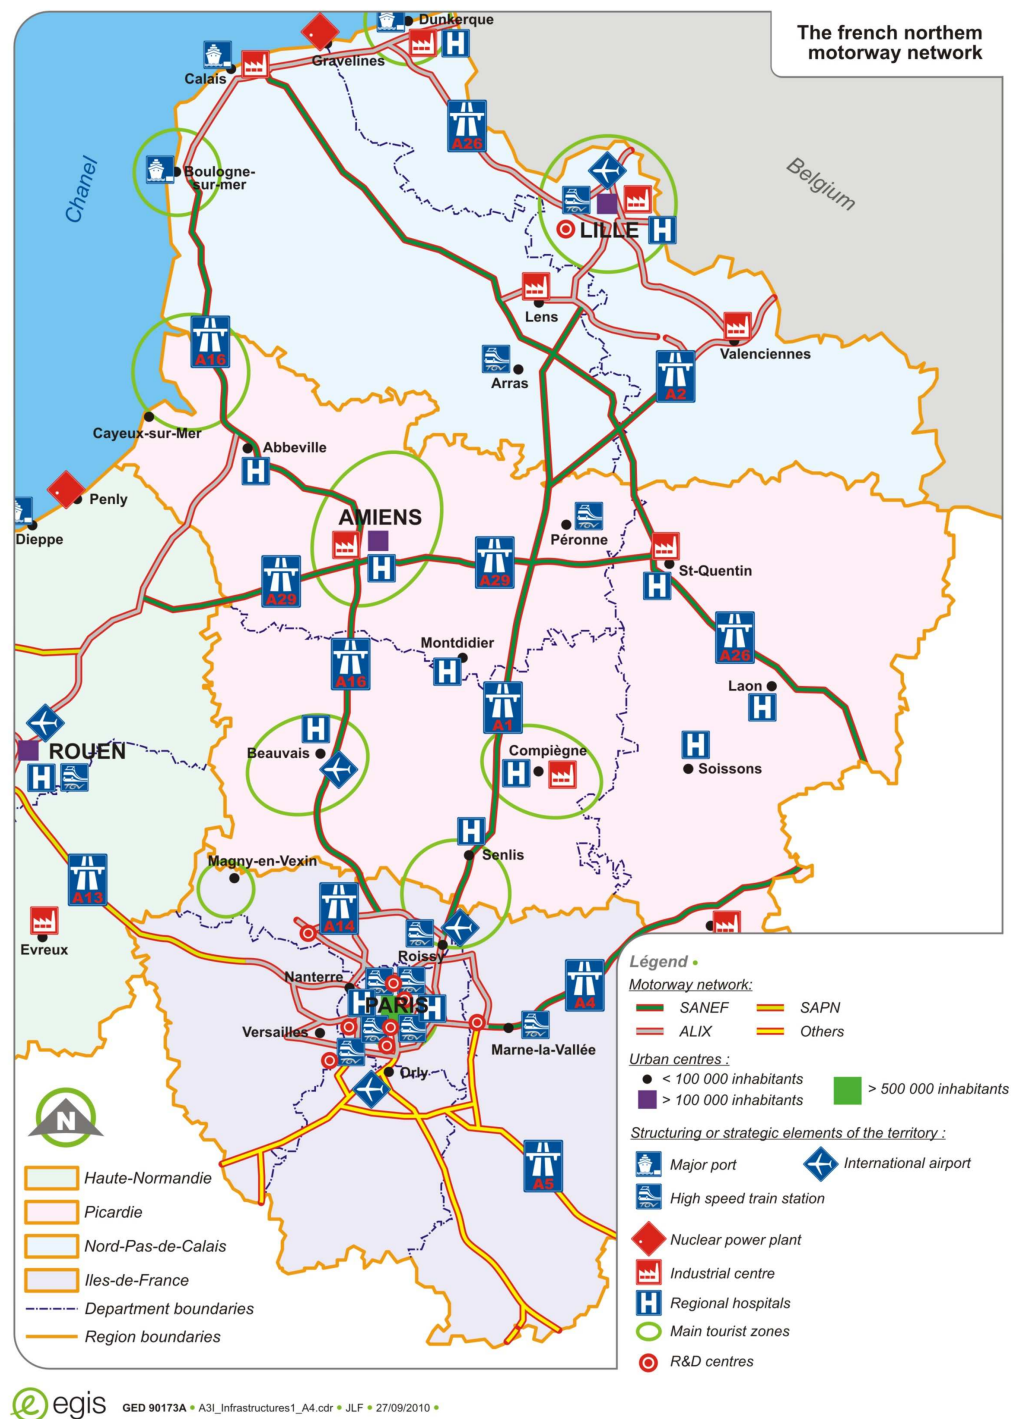 The french northem
motorway network
Dunkerque
Gravelines
Calais
A26
Chanel
Boulogne-
sur-mer
Belgium
LILLE
Lens
A16
Valenciennes
Arras
A2
Cayeux-sur-Mer
Abbeville
Penly
AMIENS
Dieppe
Péronne
A29
A29
St-Quentin
Montdidier
A26
A16
Laon
A1
ROUEN
Beauvais
Compiègne
Soissons
Magny-en-Vexin
Senlis
A13
A14
Evreux
Roissy
Nanterre
A4
PARIS
Versailles
Marne-la-Vallée
Orly
A5
N
Haute-Normandie
Picardie
Nord-Pas-de-Calais
Iles-de-France
Department boundaries
Region boundaries
Légend •
Motorway network:
SANEF
SAPN
ALIX
Others
Urban centres :
< 100 000 inhabitants
> 100 000 inhabitants
> 500 000 inhabitants
Structuring or strategic elements of the territory :
Major port
International airport
High speed train station
Nuclear power plant
Industrial centre
H Regional hospitals
Main tourist zones
R&D centres
e egis GED 90173A • A3I_Infrastructures1_A4.cdr • JLF • 27/09/2010 •